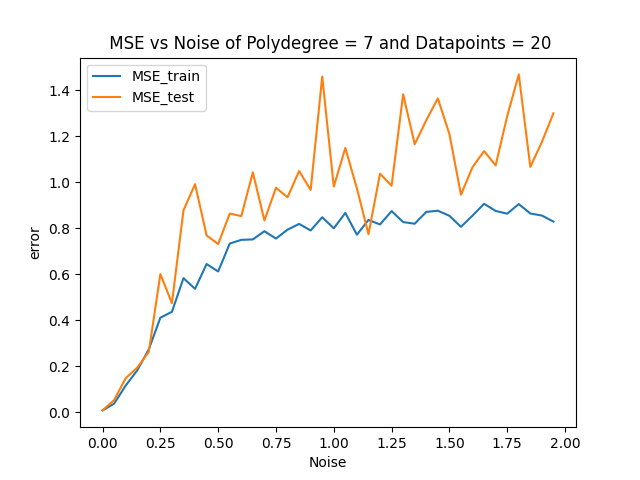 MSE vs Noise of Polydegree = 7 and Datapoints = 20
MSE_train
MSE_test
1.4
1.2
1.0
0.8
0.6
0.4
0.2
0.0
error
0.00 0.25 0.50 0.75 1.00 1.25 1.50 1.75 2.00
Noise